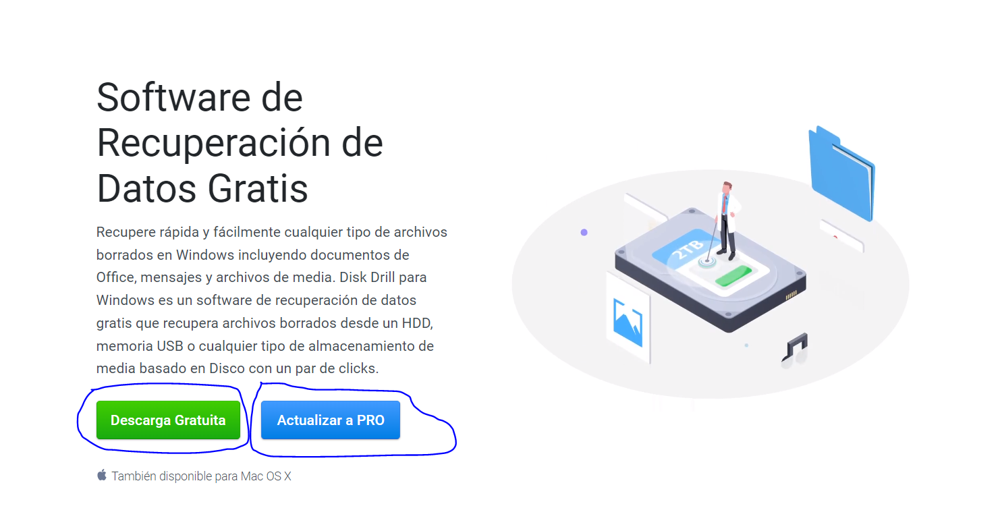 Software de
Recuperación de
Datos Gratis
Recupere rápida y fácilmente cualquier tipo de archivos
borrados en Windows incluyendo documentos de
Office, mensajes y archivos de media. Disk Drill para
Windows es un software de recuperación de datos
gratis que recupera archivos borrados desde un HDD,
memoria USB o cualquier tipo de almacenamiento de
media basado en Disco con un par de clicks.
Descarga Gratuita
Actualizar a PRO
También disponible para Mac OS X
2TB